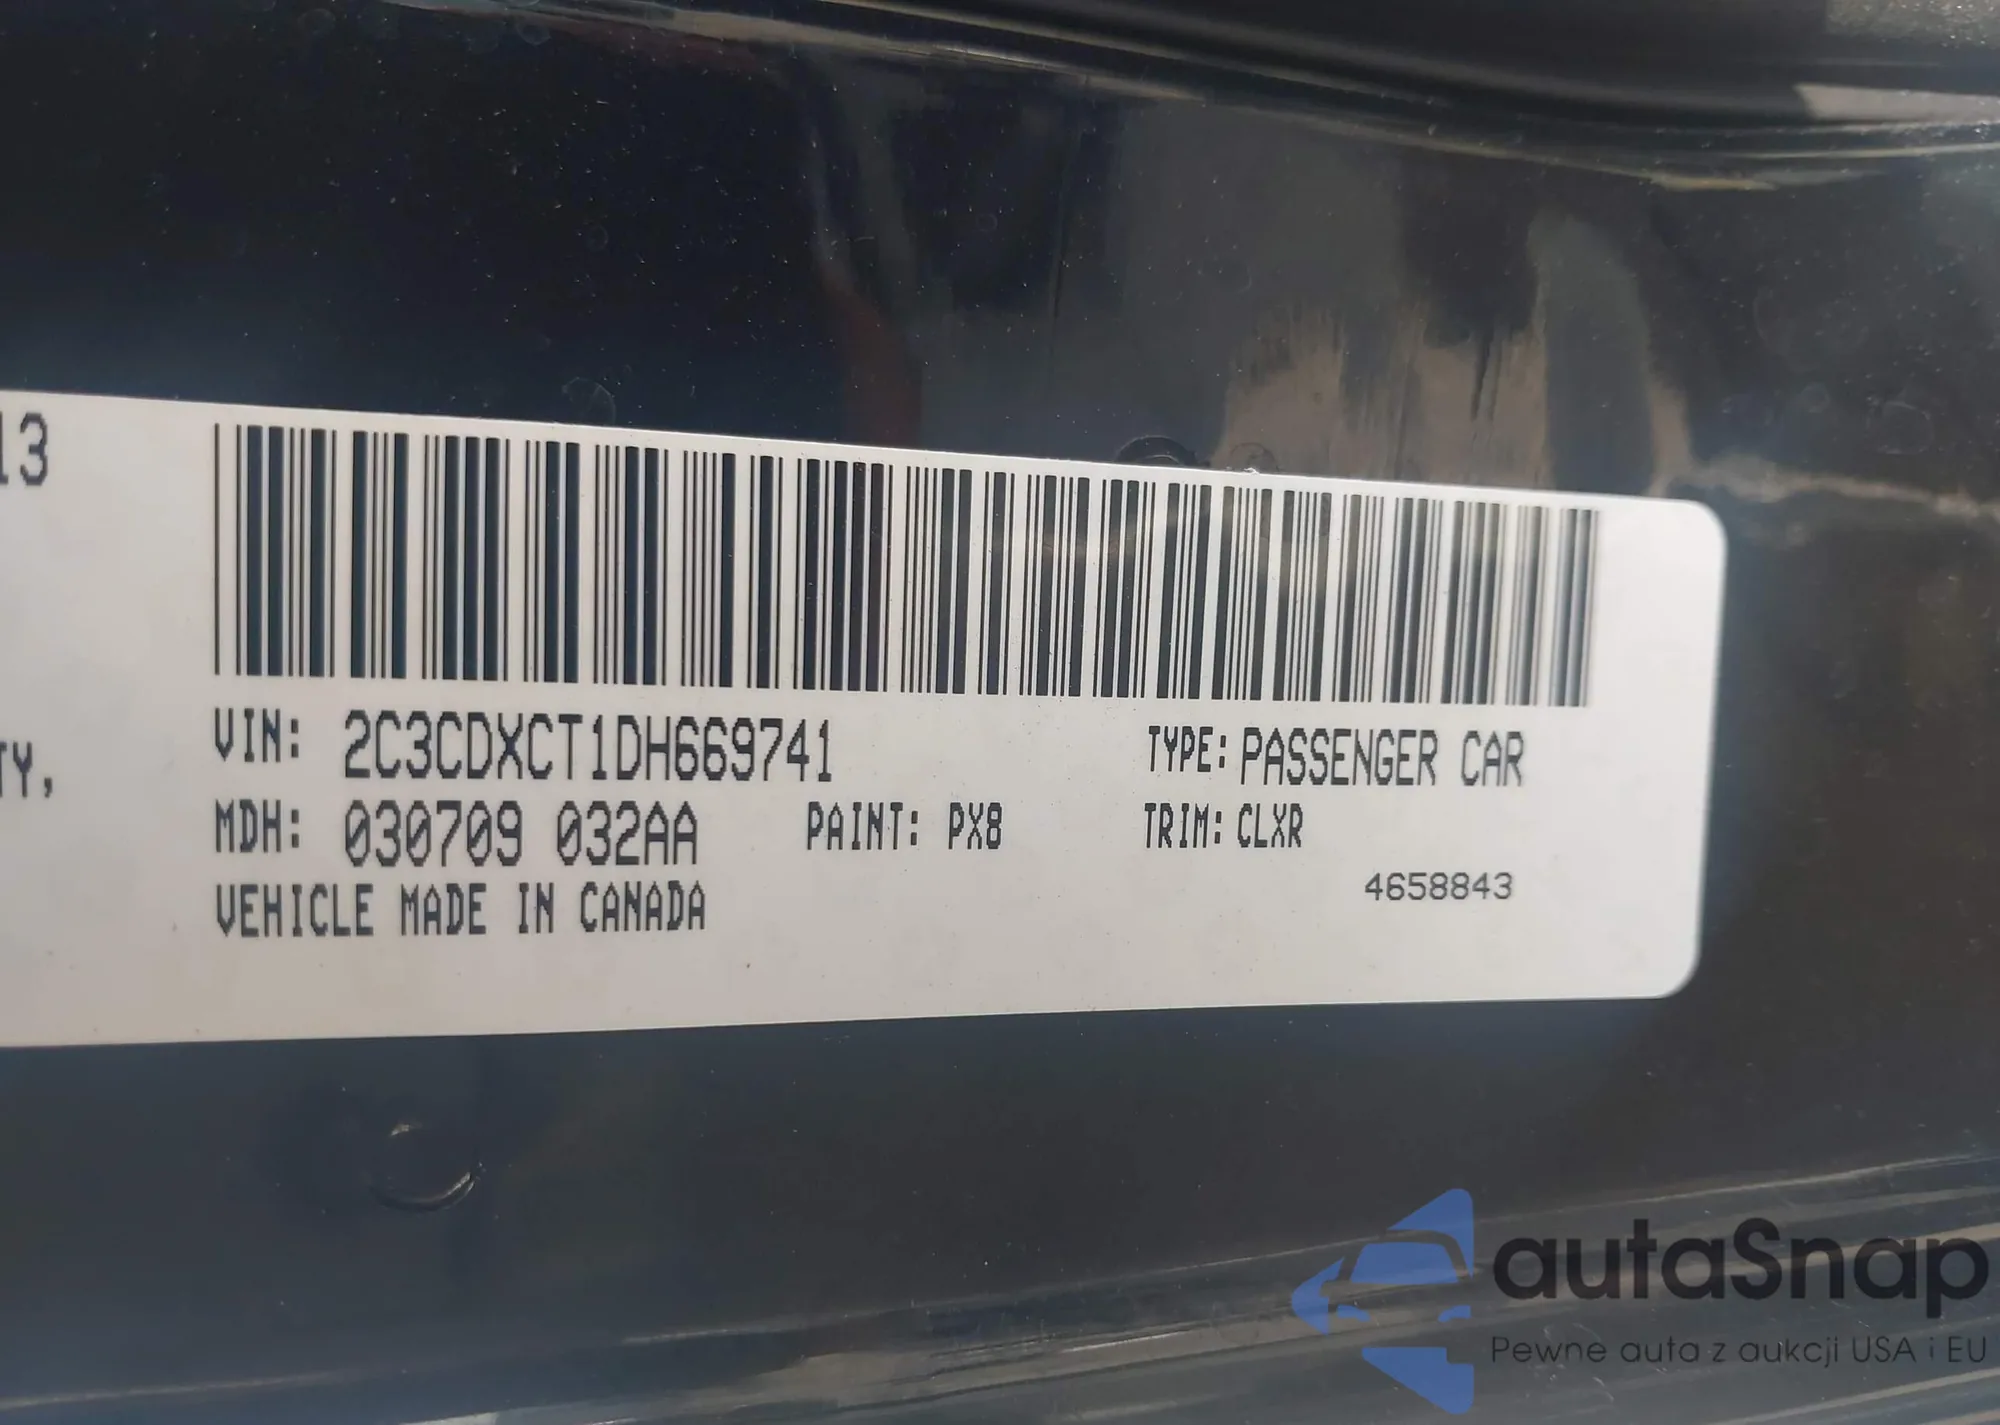 13
TY,
VIN: 2C3CDXCT1DH669741
TYPE: PASSENGER CAR
MDH: 030709 032AA
PAINT: PX8
TRIM: CLXR
4658843
VEHICLE MADE IN CANADA
autaSnap
Pewne auta z aukcji USA i EU